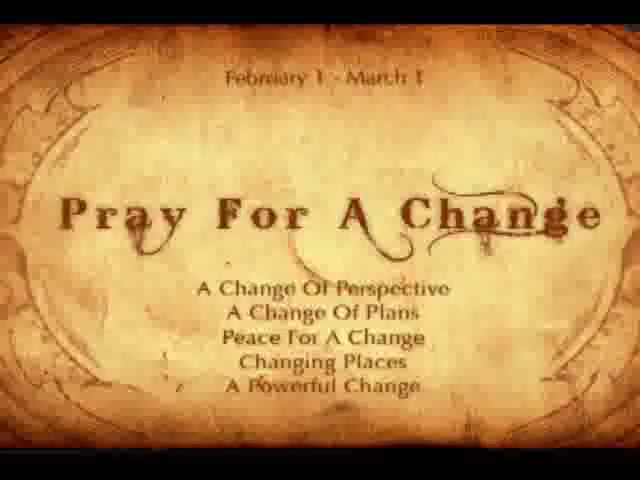 February 1 - March 1
Pray For A Change
A Change Of Perspective
A Change Of Plans
Peace For A Change
Changing Places
A Powerful Change